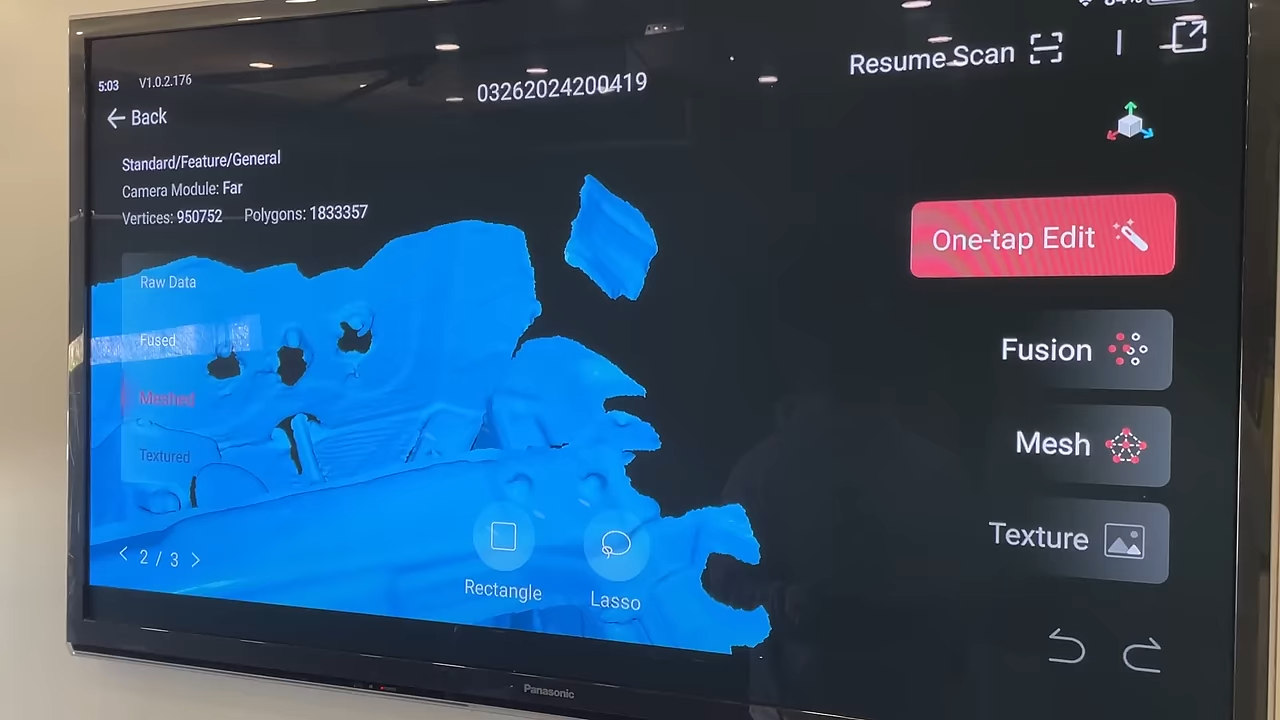 5:03 V1.0.2.176
03262024200419
Resume Scan
Back
Standard/Feature/General
Camera Module: Far
Vertices: 950752 Polygons: 1833357
One-tap Edit
Raw Data
Fused
Fusion
Meshed
Mesh
Textured
Texture
2 / 3
Rectangle
Lasso
Panasonic